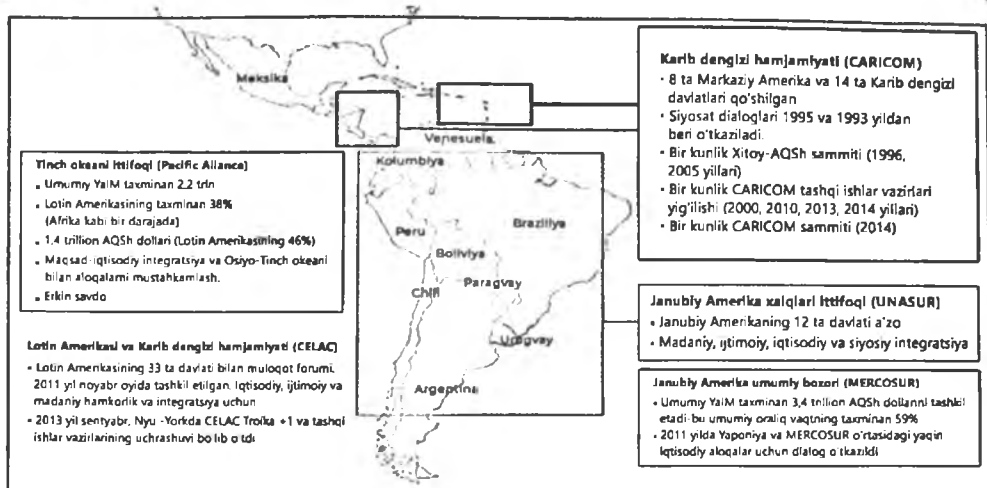 Meksika
Venesuela
Kolumbiya
Braziliya
Peru
Boliviya
Paragvay
Chili
Urugvay
Argentina
Karib dengizi hamjamiyati (CARICOM)
• 8 ta Markaziy Amerika va 14 ta Karib dengizi
davlatlari qo'shilgan
• Siyosat dialoglari 1995 va 1993 yildan
beri o'tkaziladi.
• Bir kunlik Xitoy-AQSh sammiti (1996,
2005 yillari)
• Bir kunlik CARICOM tashqi ishlar vazirlari
yig'ilishi (2000, 2010, 2013, 2014 yillari)
• Bir kunlik CARICOM sammiti (2014)
Tinch okeani ittifoqi (Pacific Alliance)
• Umumiy YaIM taxminan 2,2 trln
• Lotin Amerikasining taxminan 38%
(Afrika kabi bir darajada)
• 1,4 trillion AQSh dollari (Lotin Amerikasining 46%)
• Maqsad-iqtisodiy integratsiya va Osiyo-Tinch okeani
bilan aloqalarni mustahkamlash.
• Erkin savdo
Janubiy Amerika xalqlari ittifoqi (UNASUR)
• Janubiy Amerikaning 12 ta davlati a'zo
• Madaniy, ijtimoiy, iqtisodiy va siyosiy integratsiya
Lotin Amerikasi va Karib dengizi hamjamiyati (CELAC)
• Lotin Amerikasining 33 ta davlati bilan muloqot forumi.
2011 yil noyabr oyida tashkil etilgan. Iqtisodiy, ijtimoiy va
madaniy hamkorlik va integratsiya uchun
• 2013 yil sentyabr, Nyu -Yorkda CELAC Troika +1 va tashqi
ishlar vazirlarining uchrashuvi bo'lib o'tdi
Janubiy Amerika umumiy bozori (MERCOSUR)
• Umumiy YaIM taxminan 3,4 trillion AQSh dollarini tashkil
etadi-bu umumiy oraliq vaqtning taxminan 59%
• 2011 yilda Yaponiya va MERCOSUR o'rtasidagi yaqin
iqtisodiy aloqalar uchun dialog o'tkazildi